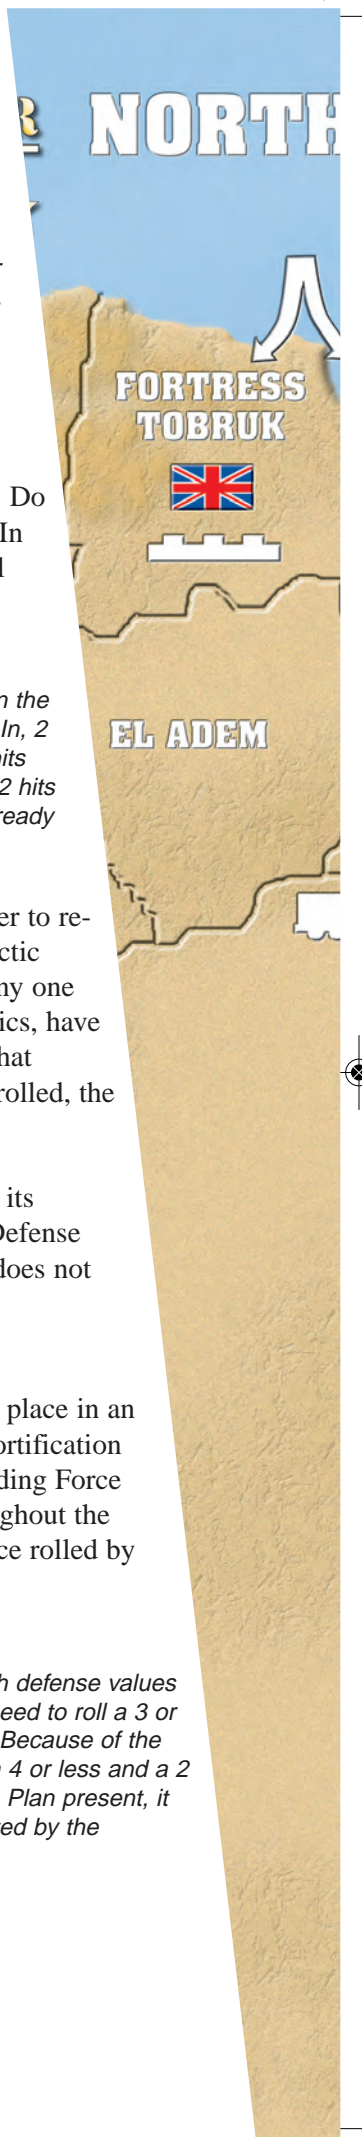 NORTH
FORTRESS
TOBRUK
Do
In
n the
In, 2
hits
2 hits
ready
EL ADEM
er to re-
ctic
ny one
ics, have
hat
rolled, the
its
Defense
does not
place in an
ortification
ding Force
ghout the
ce rolled by
h defense values
eed to roll a 3 or
Because of the
4 or less and a 2
Plan present, it
ed by the